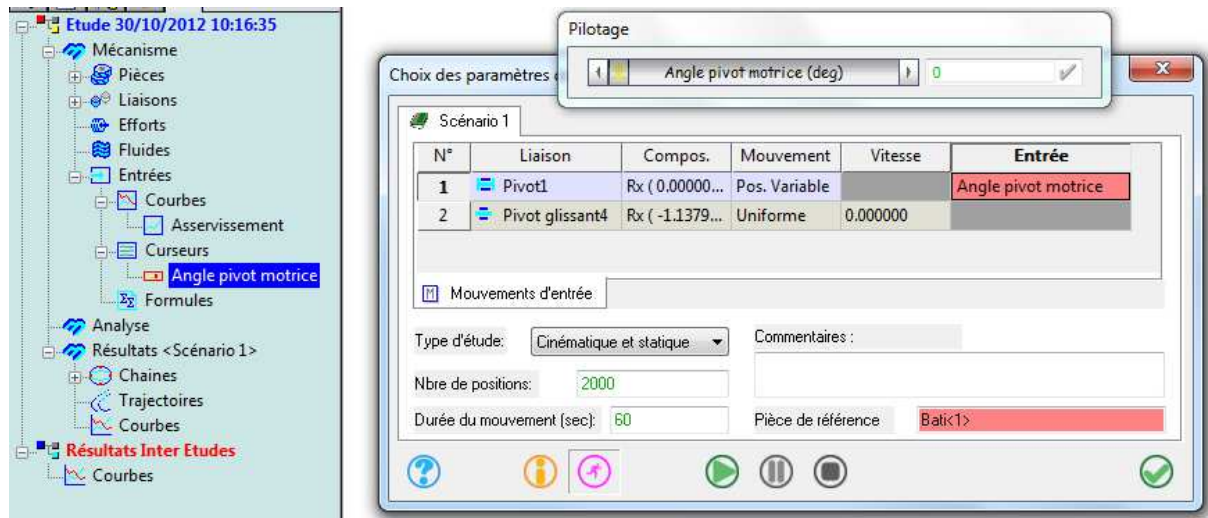 Etude 30/10/2012 10:16:35
Mécanisme
Pièces
Liaisons
Efforts
Fluides
Entrées
Courbes
Asservissement
Curseurs
Angle pivot motrice
Formules
Analyse
Résultats <Scénario 1>
Chaines
Trajectoires
Courbes
Résultats Inter Etudes
Courbes
Pilotage
Angle pivot motrice (deg) 0
Choix des paramètres
Scénario 1
N° Liaison Compos. Mouvement Vitesse Entrée
1 Pivot1 Rx ( 0.00000... Pos. Variable Angle pivot motrice
2 Pivot glissant4 Rx ( -1.1379... Uniforme 0.000000
Mouvements d'entrée
Type d'étude: Cinématique et statique Commentaires :
Nbre de positions: 2000
Durée du mouvement (sec): 60 Pièce de référence Bati<1>